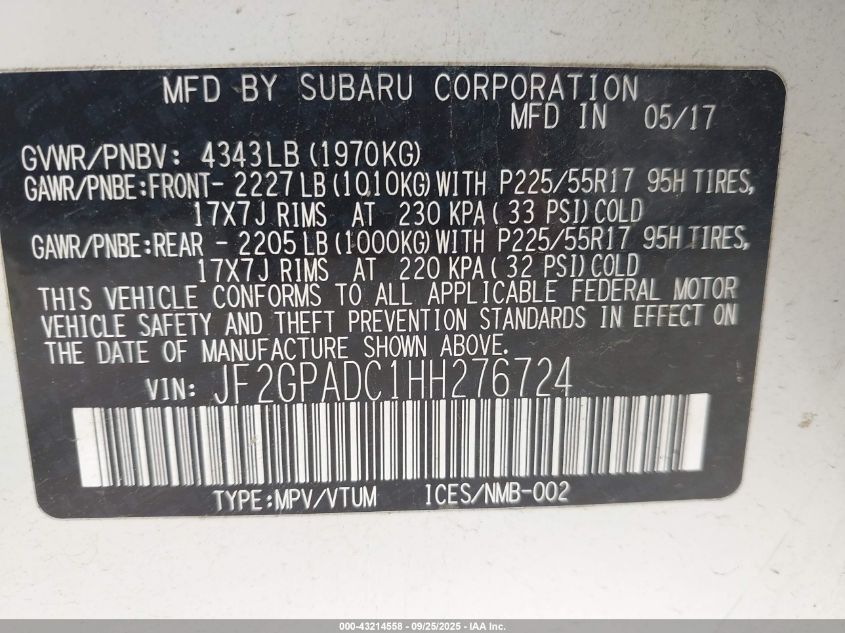 MFD BY SUBARU CORPORATION
MFD IN 05/17
GVWR/PNBV: 4343LB (1970KG)
GAWR/PNBE:FRONT- 2227 LB (1010KG) WITH P225/55R17 95H TIRES,
17X7J RIMS AT 230 KPA ( 33 PSI) COLD
GAWR/PNBE:REAR - 2205 LB (1000KG) WITH P225/55R17 95H TIRES,
17X7J RIMS AT 220 KPA ( 32 PSI) COLD
THIS VEHICLE CONFORMS TO ALL APPLICABLE FEDERAL MOTOR
VEHICLE SAFETY AND THEFT PREVENTION STANDARDS IN EFFECT ON
THE DATE OF MANUFACTURE SHOWN ABOVE.
VIN: JF2GPADC1HH276724
TYPE:MPV/VTUM ICES/NMB-002
000-43214558 - 09/25/2025 - IAA Inc.